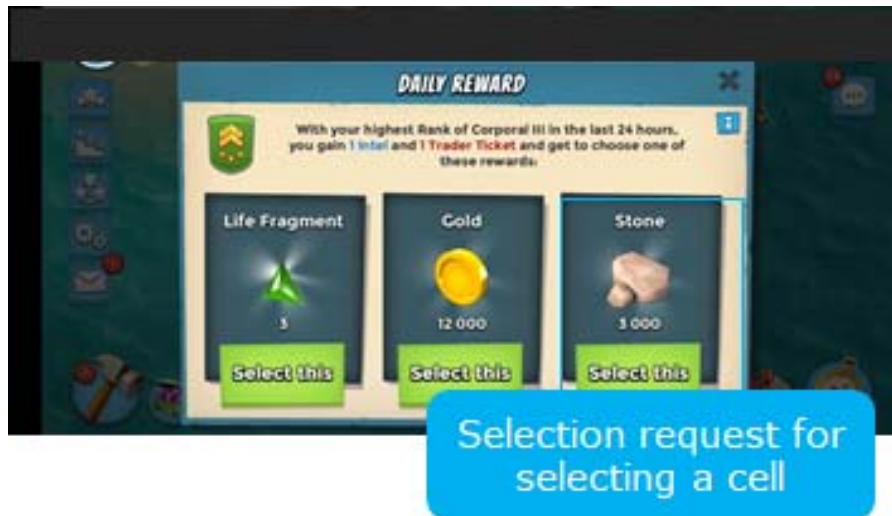 DAILY REWARD
With your highest Rank of Corporal III in the last 24 hours,
you gain 1 Intel and 1 Trader Ticket and get to choose one of
these rewards:
Life Fragment
Gold
Stone
3
12 000
3 000
Select this
Select this
Select this
Selection request for
selecting a cell